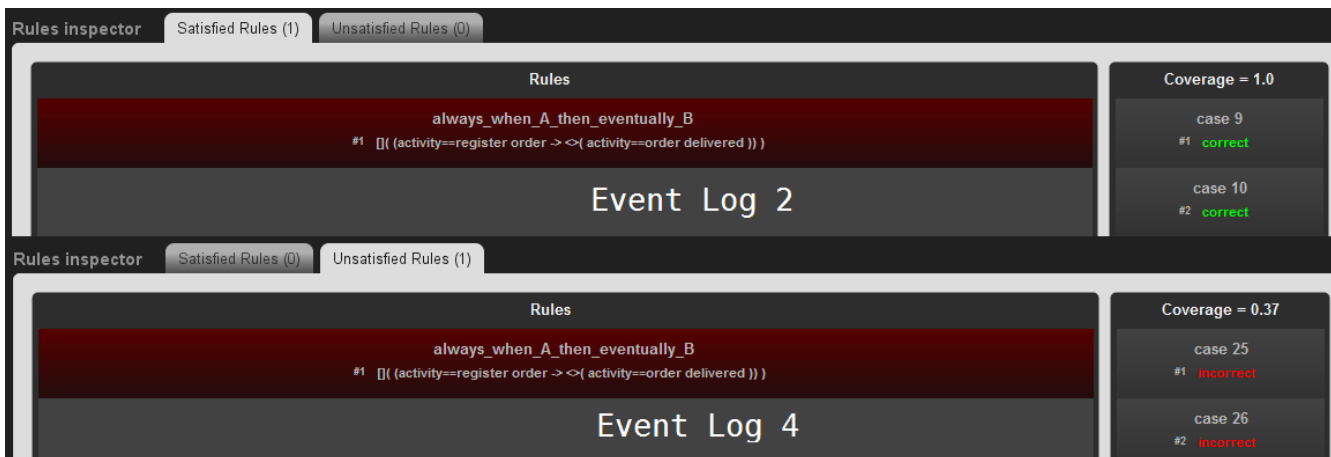 Rules inspector Satisfied Rules (1) Unsatisfied Rules (0)
Rules Coverage = 1.0
always_when_A_then_eventually_B case 9
#1 []( (activity==register order -> <>( activity==order delivered )) ) #1 correct
Event Log 2 case 10
#2 correct
Rules inspector Satisfied Rules (0) Unsatisfied Rules (1)
Rules Coverage = 0.37
always_when_A_then_eventually_B case 25
#1 []( (activity==register order -> <>( activity==order delivered )) ) #1 incorrect
Event Log 4 case 26
#2 incorrect